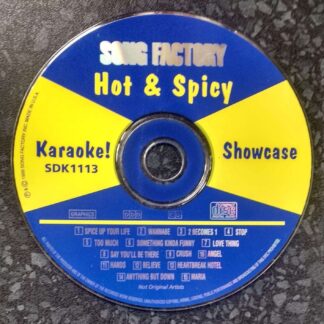 SONG FACTORY
Hot & Spicy
Karaoke! Showcase
SDK1113
GRAPHICS DDD
1 SPICE UP YOUR LIFE 2 WANNABE 3 2 BECOMES 1 4 STOP
5 TOO MUCH 6 SOMETHING KINDA FUNNY 7 LOVE THING
8 SAY YOU'LL BE THERE 9 CRUSH 10 ANGEL
11 HANDS 12 BELIEVE 13 HEARTBREAK HOTEL
14 ANYTHING BUT DOWN 15 MARIA
Not Original Artists